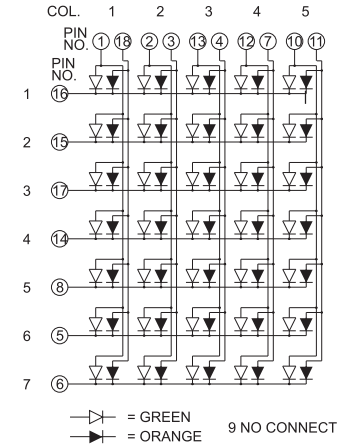 COL. 1 2 3 4 5
PIN NO. 1 18 2 3 13 4 12 7 10 11
PIN NO.
1 16
2 15
3 17
4 14
5 8
6 5
7 6
= GREEN
= ORANGE
9 NO CONNECT